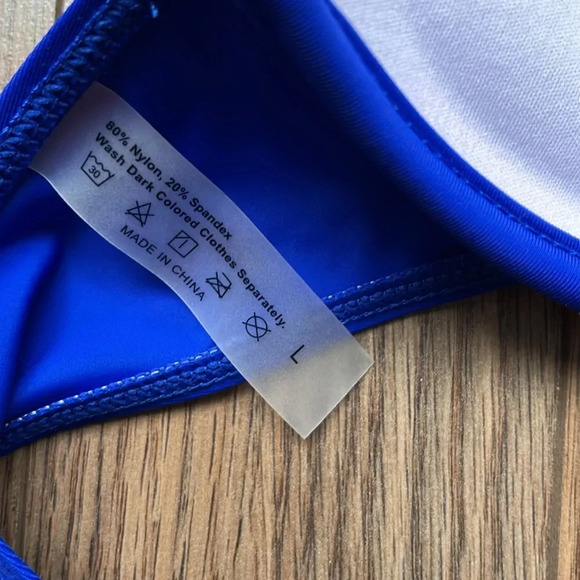 80% Nylon, 20% Spandex
Wash Dark Colored Clothes Separately.
30
MADE IN CHINA
L